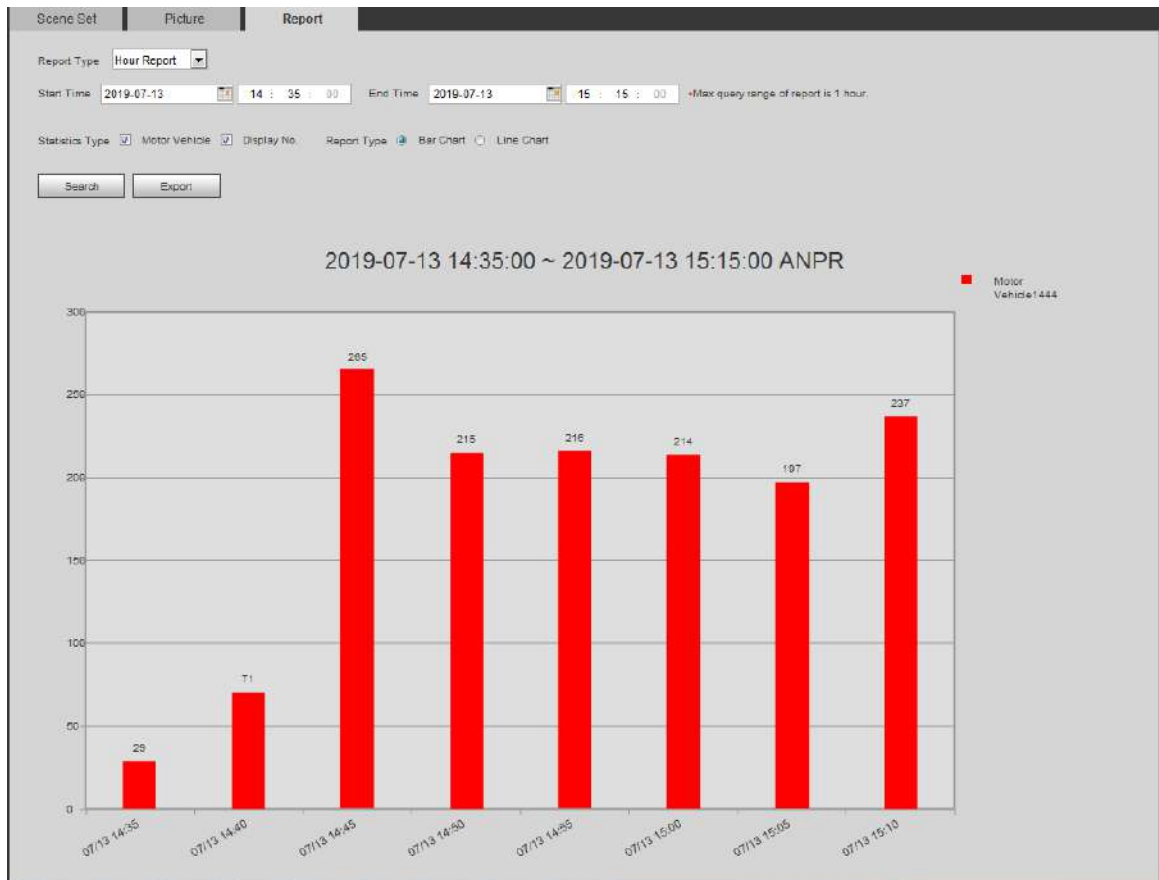 Scene Set Picture Report
Report Type Hour Report
Start Time 2019-07-13 14 : 35 : 00 End Time 2019-07-13 15 : 15 : 00 *Max query range of report is 1 hour.
Statistics Type Motor Vehicle Display No. Report Type Bar Chart Line Chart
Search Export
2019-07-13 14:35:00 ~ 2019-07-13 15:15:00 ANPR
Motor
Vehicle1444
300
265
250
237
215
216
214
200
197
150
100
71
50
29
0
07/13 14:35 07/13 14:40 07/13 14:45 07/13 14:50 07/13 14:55 07/13 15:00 07/13 15:05 07/13 15:10